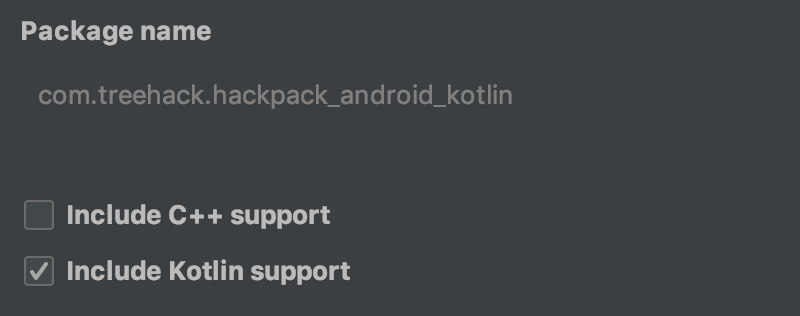 Package name
com.treehack.hackpack_android_kotlin
Include C++ support
Include Kotlin support